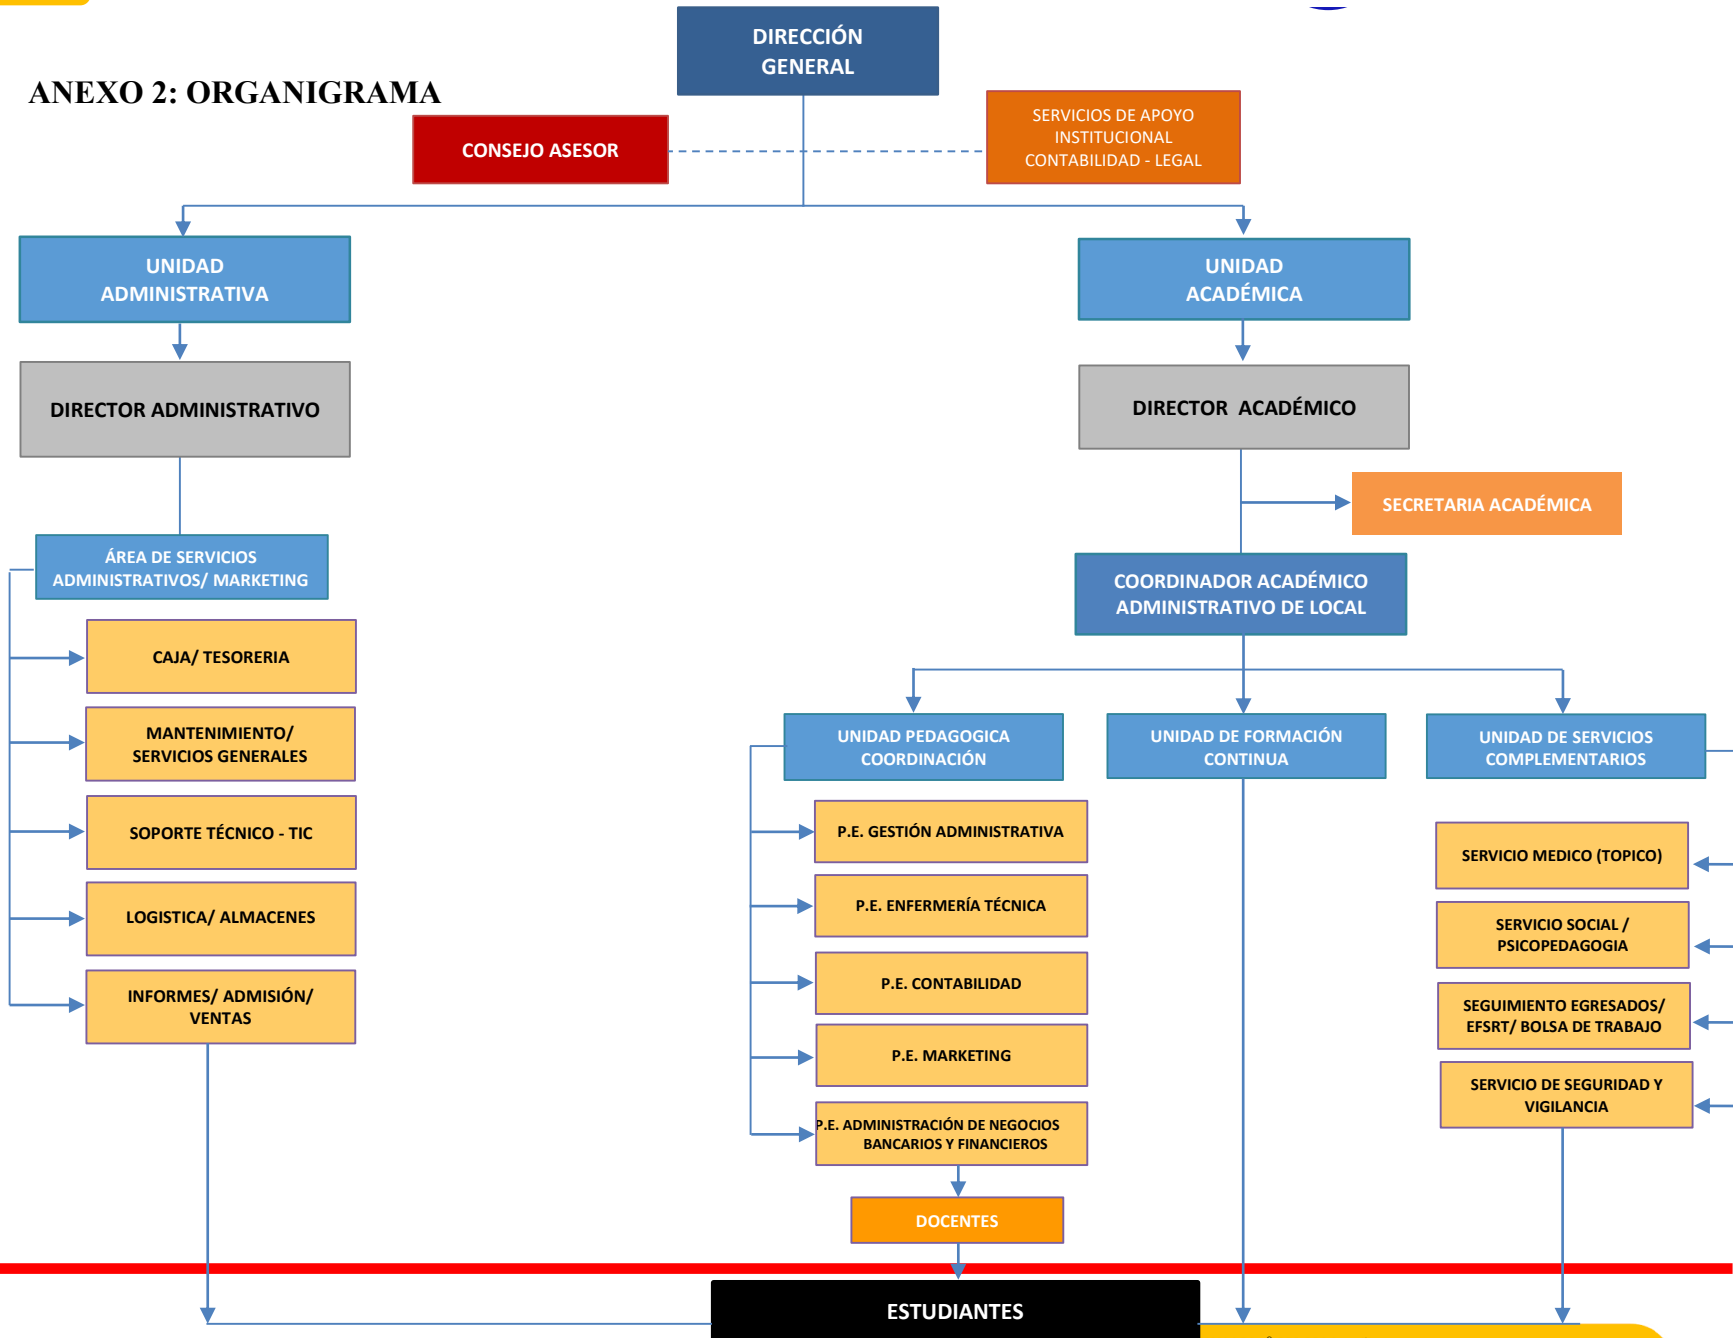 DIRECCIÓN
GENERAL
ANEXO 2: ORGANIGRAMA
CONSEJO ASESOR
SERVICIOS DE APOYO
INSTITUCIONAL
CONTABILIDAD - LEGAL
UNIDAD
ADMINISTRATIVA
UNIDAD
ACADÉMICA
DIRECTOR ADMINISTRATIVO
DIRECTOR ACADÉMICO
SECRETARIA ACADÉMICA
ÁREA DE SERVICIOS
ADMINISTRATIVOS/ MARKETING
COORDINADOR ACADÉMICO
ADMINISTRATIVO DE LOCAL
CAJA/ TESORERIA
MANTENIMIENTO/
SERVICIOS GENERALES
SOPORTE TÉCNICO - TIC
LOGISTICA/ ALMACENES
INFORMES/ ADMISIÓN/
VENTAS
UNIDAD PEDAGOGICA
COORDINACIÓN
UNIDAD DE FORMACIÓN
CONTINUA
UNIDAD DE SERVICIOS
COMPLEMENTARIOS
P.E. GESTIÓN ADMINISTRATIVA
P.E. ENFERMERÍA TÉCNICA
P.E. CONTABILIDAD
P.E. MARKETING
P.E. ADMINISTRACIÓN DE NEGOCIOS
BANCARIOS Y FINANCIEROS
SERVICIO MEDICO (TOPICO)
SERVICIO SOCIAL /
PSICOPEDAGOGIA
SEGUIMIENTO EGRESADOS/
EFSRT/ BOLSA DE TRABAJO
SERVICIO DE SEGURIDAD Y
VIGILANCIA
DOCENTES
ESTUDIANTES